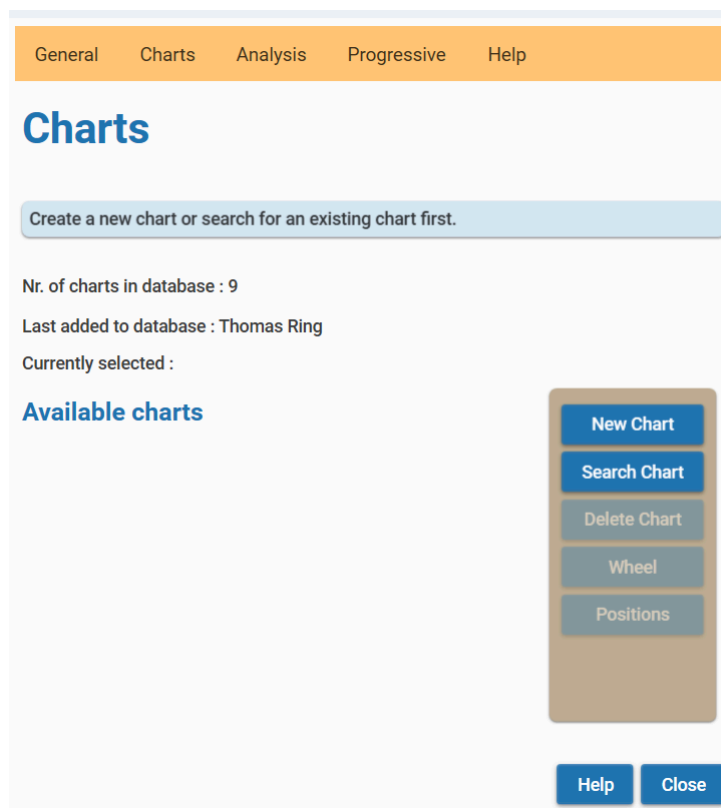 General Charts Analysis Progressive Help
Charts
Create a new chart or search for an existing chart first.
Nr. of charts in database : 9
Last added to database : Thomas Ring
Currently selected :
Available charts
New Chart
Search Chart
Delete Chart
Wheel
Positions
Help Close